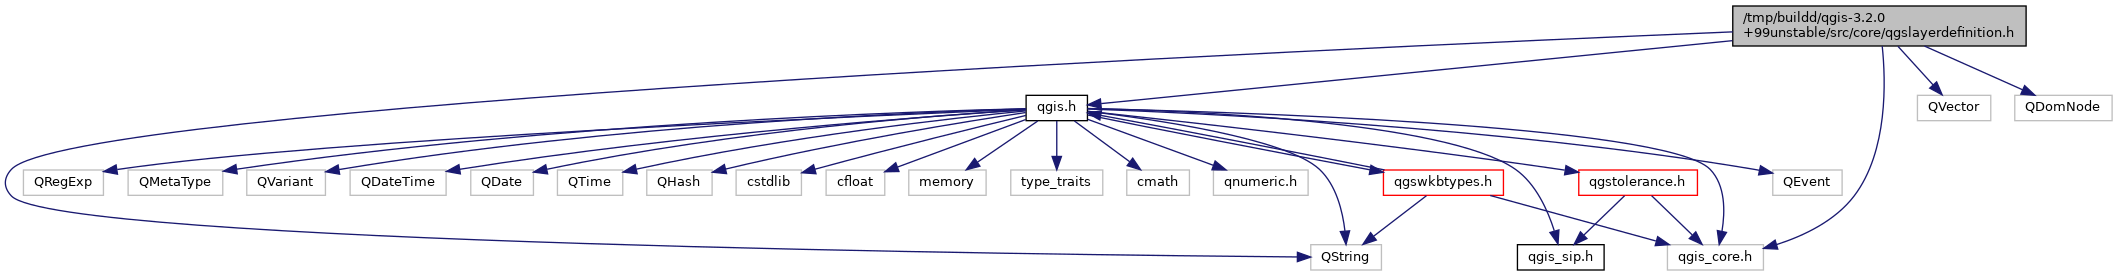 /tmp/buildd/qgis-3.2.0
+99unstable/src/core/qgslayerdefinition.h
qgis.h
QVector
QDomNode
QRegExp
QMetaType
QVariant
QDateTime
QDate
QTime
QHash
cstdlib
cfloat
memory
type_traits
cmath
qnumeric.h
qgswkbtypes.h
qgstolerance.h
QEvent
QString
qgis_sip.h
qgis_core.h